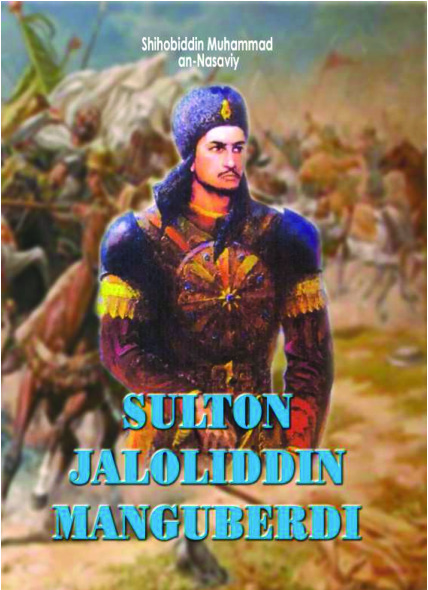 Shihobiddin Muhammad
an-Nasaviy
SULTON
JALOLIDDIN
MANGUBERDI